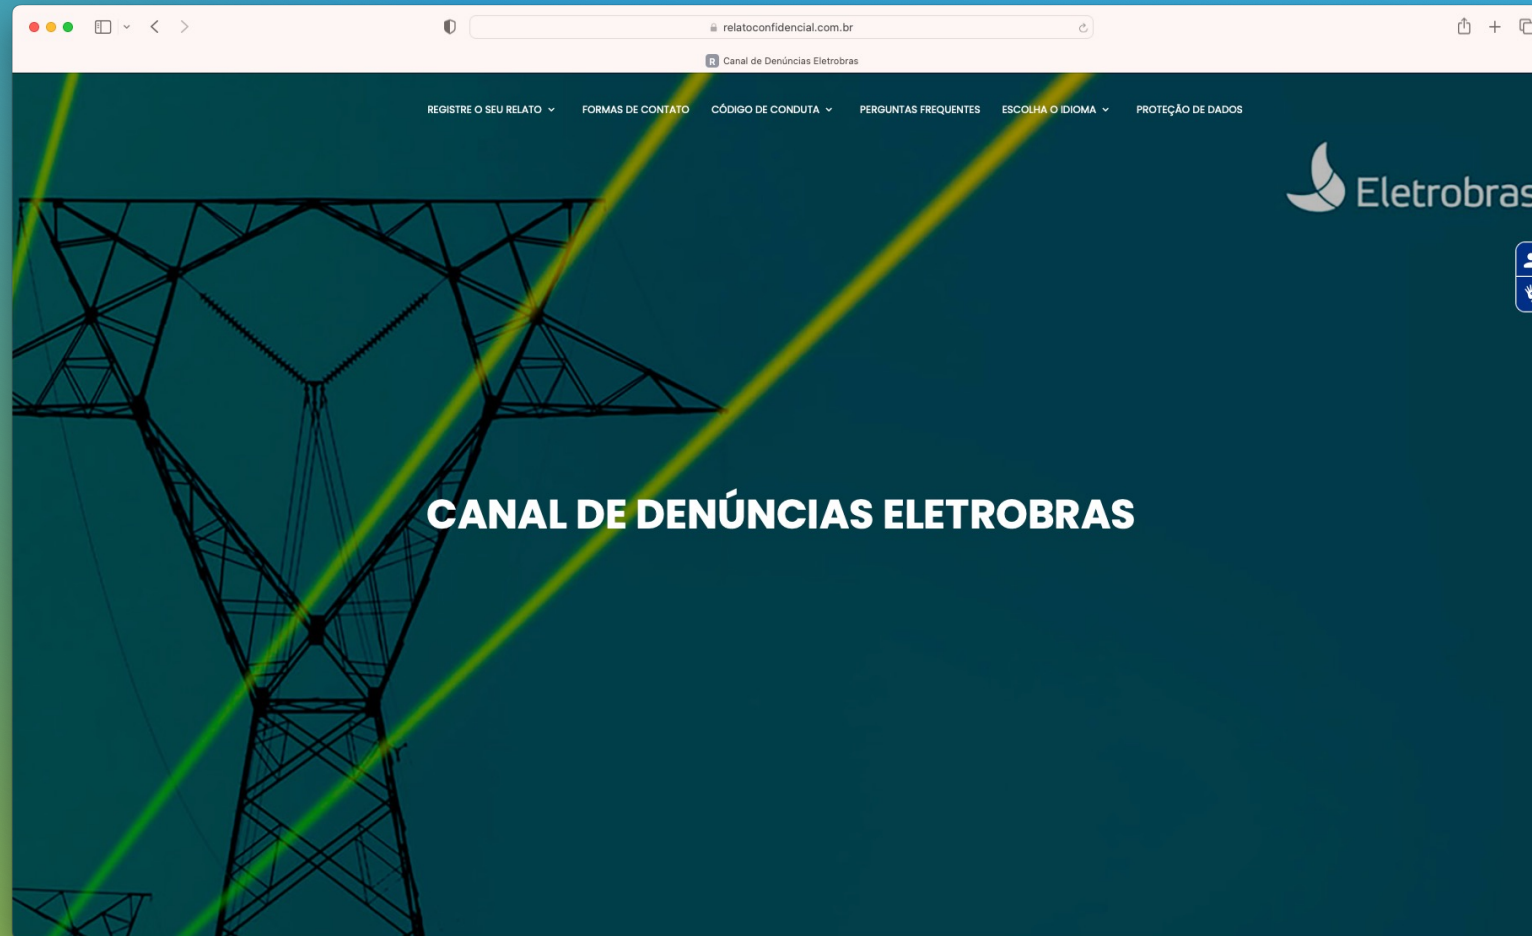 relatoconfidencial.com.br
R Canal de Denúncias Eletrobras
REGISTRE O SEU RELATO FORMAS DE CONTATO CÓDIGO DE CONDUTA PERGUNTAS FREQUENTES ESCOLHA O IDIOMA PROTEÇÃO DE DADOS
Eletrobras
CANAL DE DENÚNCIAS ELETROBRAS